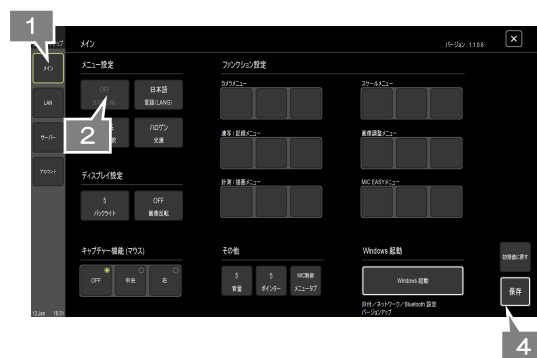 1
メイン
バージョン: 1.1.0.6
メイン
LAN
サーバー
アカウント
メニュー設定
OFF
日本語
言語 (LANG)
2
ハロゲン
光源
ディスプレイ設定
5
バックライト
OFF
画像反転
キャプチャー機能 (マウス)
OFF
中央
右
ファンクション設定
カメラメニュー
スケールメニュー
連写 / 記録メニュー
画像調整メニュー
計測 / 描画メニュー
MIC EASYメニュー
その他
5
音量
5
ポインター
MIC制御
メニュータブ
Windows 起動
Windows 起動
日付/ネットワーク/Bluetooth 設定
バージョンアップ
初期値に戻す
保存
12.Jan 16:31
4